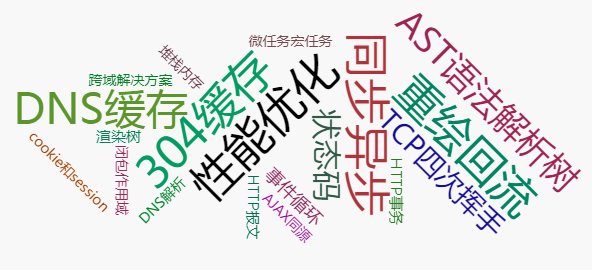 堆栈内存
微任务宏任务
跨域解决方案
DNS缓存
304缓存
性能优化
同步异步
AST语法解析树
重绘回流
TCP四次挥手
状态码
渲染树
闭包作用域
cookie和session
DNS解析
HTTP报文
事件循环
AJAX同源
HTTP事务